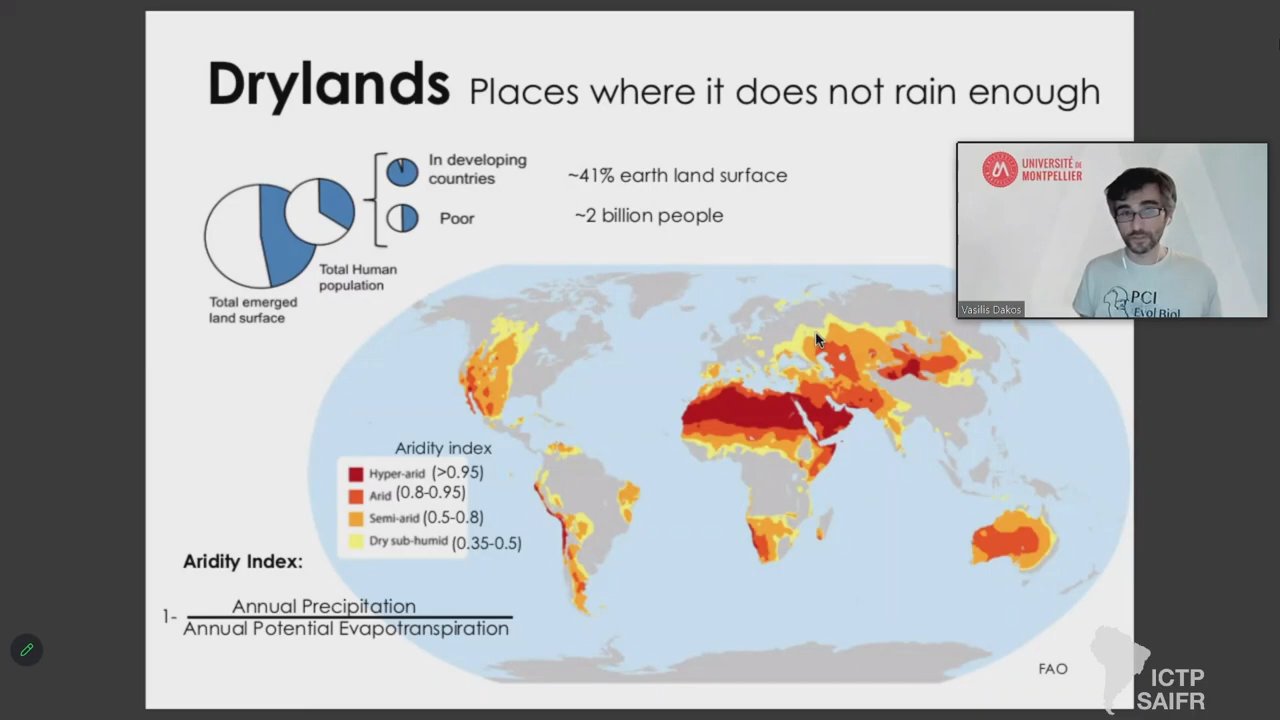 Drylands Places where it does not rain enough
In developing
countries
Poor
~41% earth land surface
~2 billion people
Total Human
population
Total emerged
land surface
UNIVERSITÉ DE
MONTPELLIER
PCI
Evol Biol
Vasilis Dakos
Aridity index
Hyper-arid (>0.95)
Arid (0.8-0.95)
Semi-arid (0.5-0.8)
Dry sub-humid (0.35-0.5)
Aridity Index:
1- Annual Precipitation
Annual Potential Evapotranspiration
FAO
ICTP
SAIFR